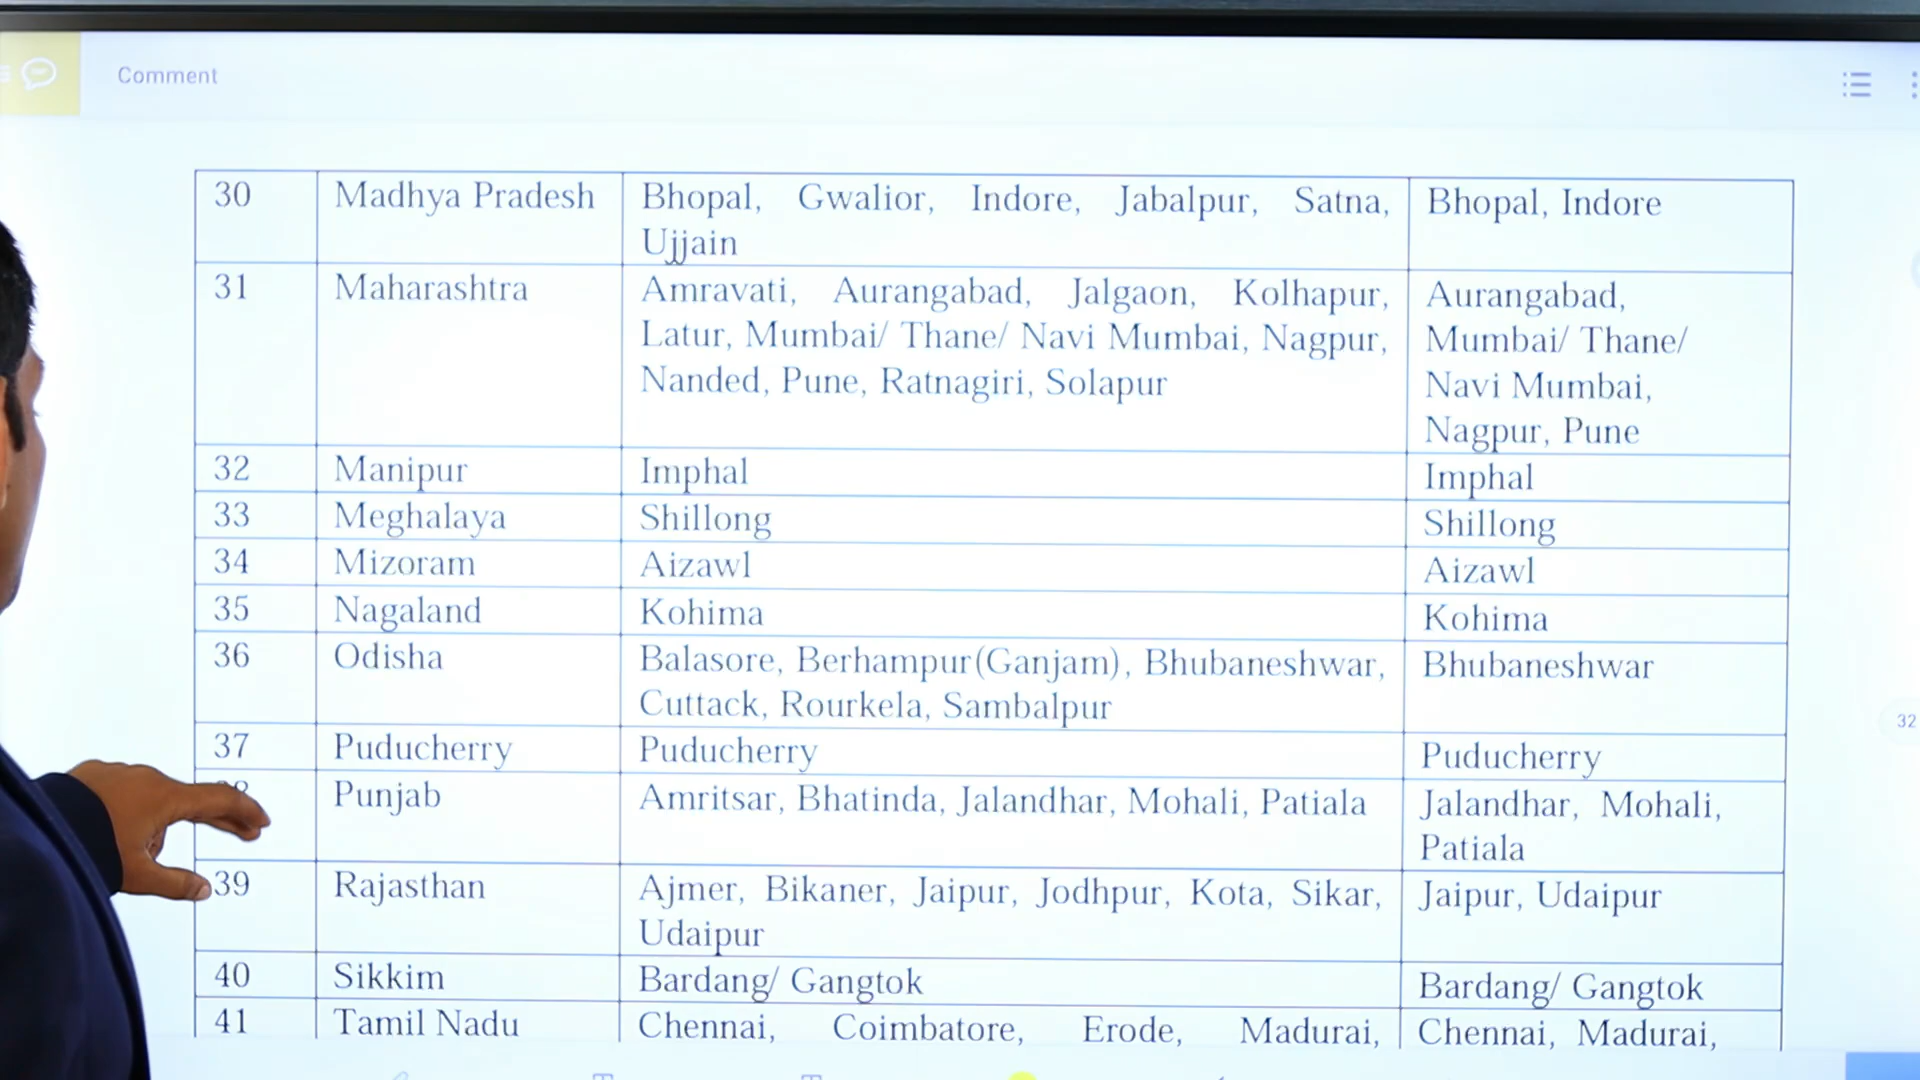 Comment
30 Madhya Pradesh Bhopal, Gwalior, Indore, Jabalpur, Satna, Bhopal, Indore
Ujjain
31 Maharashtra Amravati, Aurangabad, Jalgaon, Kolhapur, Aurangabad,
Latur, Mumbai/ Thane/ Navi Mumbai, Nagpur, Mumbai/ Thane/
Nanded, Pune, Ratnagiri, Solapur Navi Mumbai,
Nagpur, Pune
32 Manipur Imphal Imphal
33 Meghalaya Shillong Shillong
34 Mizoram Aizawl Aizawl
35 Nagaland Kohima Kohima
36 Odisha Balasore, Berhampur(Ganjam), Bhubaneshwar, Bhubaneshwar
Cuttack, Rourkela, Sambalpur
32
37 Puducherry Puducherry Puducherry
Punjab Amritsar, Bhatinda, Jalandhar, Mohali, Patiala Jalandhar, Mohali,
Patiala
39 Rajasthan Ajmer, Bikaner, Jaipur, Jodhpur, Kota, Sikar, Jaipur, Udaipur
Udaipur
40 Sikkim Bardang/ Gangtok Bardang/ Gangtok
41 Tamil Nadu Chennai, Coimbatore, Erode, Madurai, Chennai, Madurai,